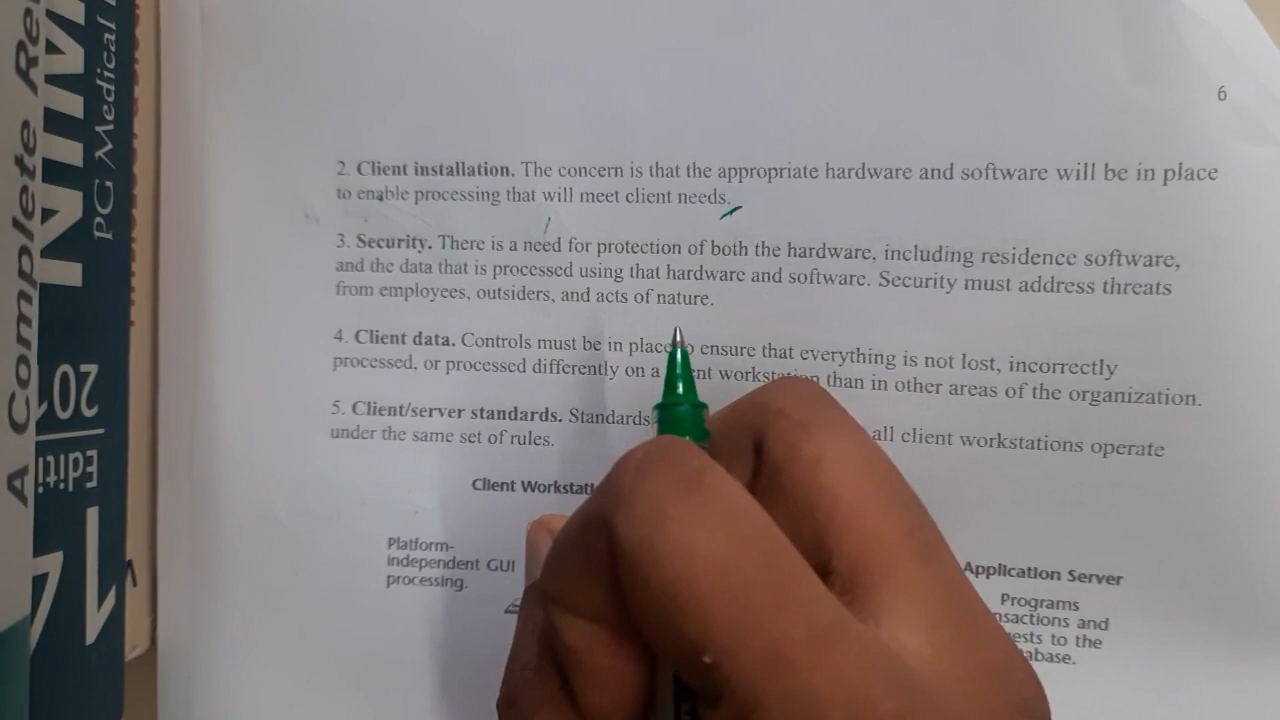 A Complete Rev
PG Medical
20
Editi
6
2. Client installation. The concern is that the appropriate hardware and software will be in place
to enable processing that will meet client needs.
3. Security. There is a need for protection of both the hardware, including residence software,
and the data that is processed using that hardware and software. Security must address threats
from employees, outsiders, and acts of nature.
4. Client data. Controls must be in place to ensure that everything is not lost, incorrectly
processed, or processed differently on a client workstation than in other areas of the organization.
5. Client/server standards. Standards all client workstations operate
under the same set of rules.
Client
Platform-
independent GUI
processing.
Application Server
Programs
and
to the